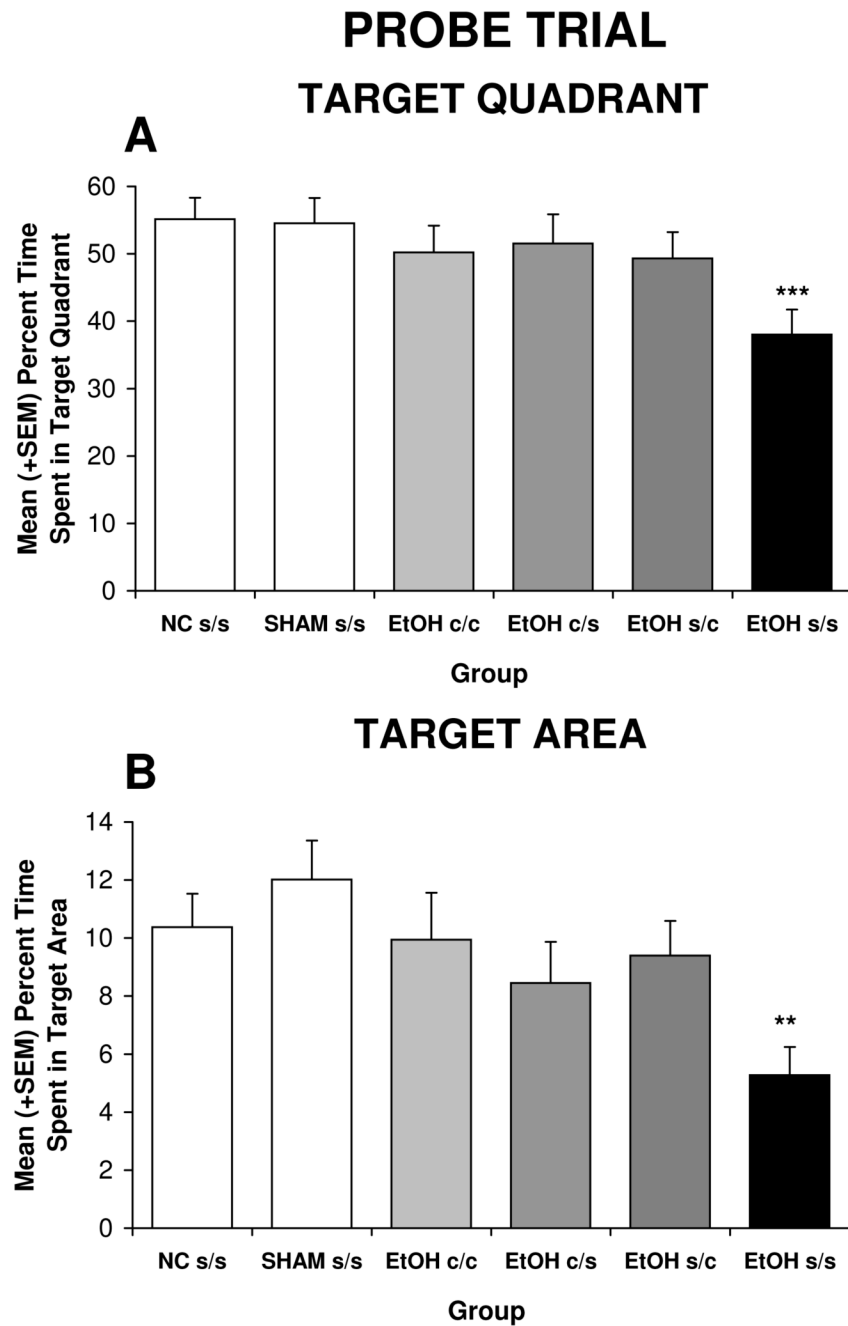 PROBE TRIAL
TARGET QUADRANT
A
Mean (+SEM) Percent Time
Spent in Target Quadrant
60
50
40
30
20
10
0
***
NC s/s SHAM s/s EtOH c/c EtOH c/s EtOH s/c EtOH s/s
Group
TARGET AREA
B
Mean (+SEM) Percent Time
Spent in Target Area
14
12
10
8
6
4
2
0
**
NC s/s SHAM s/s EtOH c/c EtOH c/s EtOH s/c EtOH s/s
Group